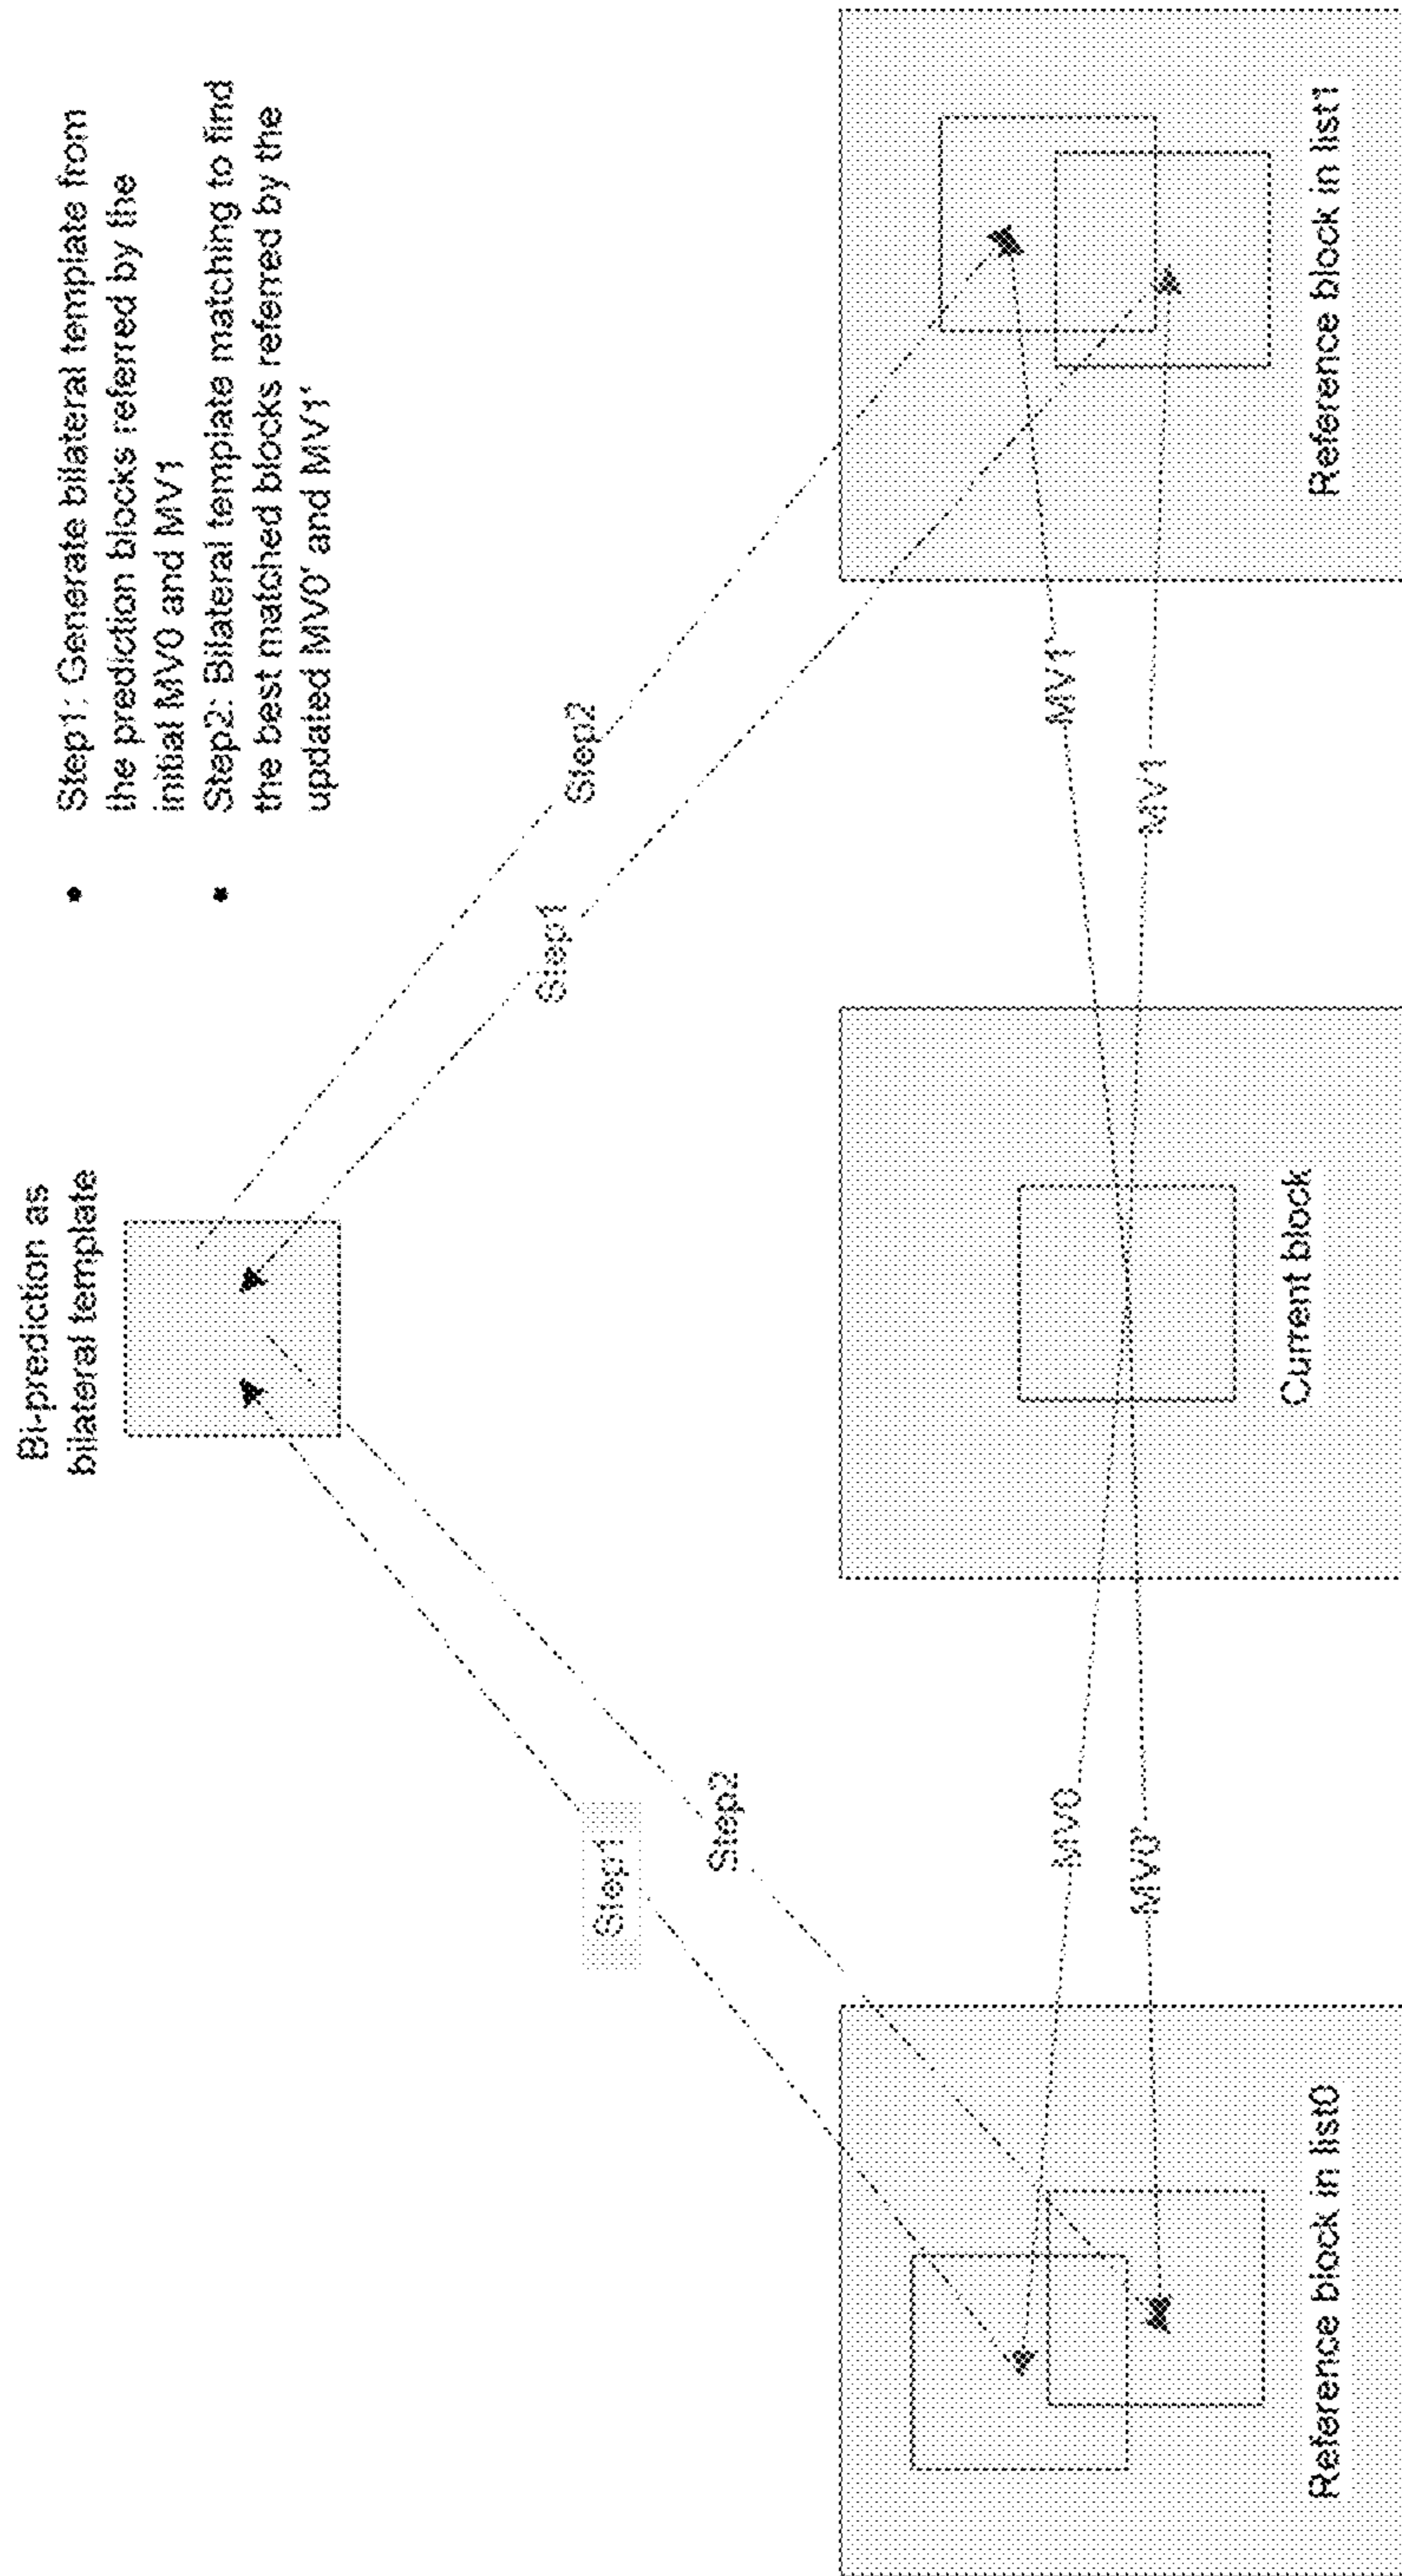 Bi-prediction as
bilateral template
• Step1: Generate bilateral template from
the prediction blocks referred by the
initial MV0 and MV1
• Step2: Bilateral template matching to find
the best matched blocks referred by the
updated MV0' and MV1'
Step1
Step2
Step1
Step2
MV0
MV0'
MV1'
MV1
Reference block in list0
Current block
Reference block in list1